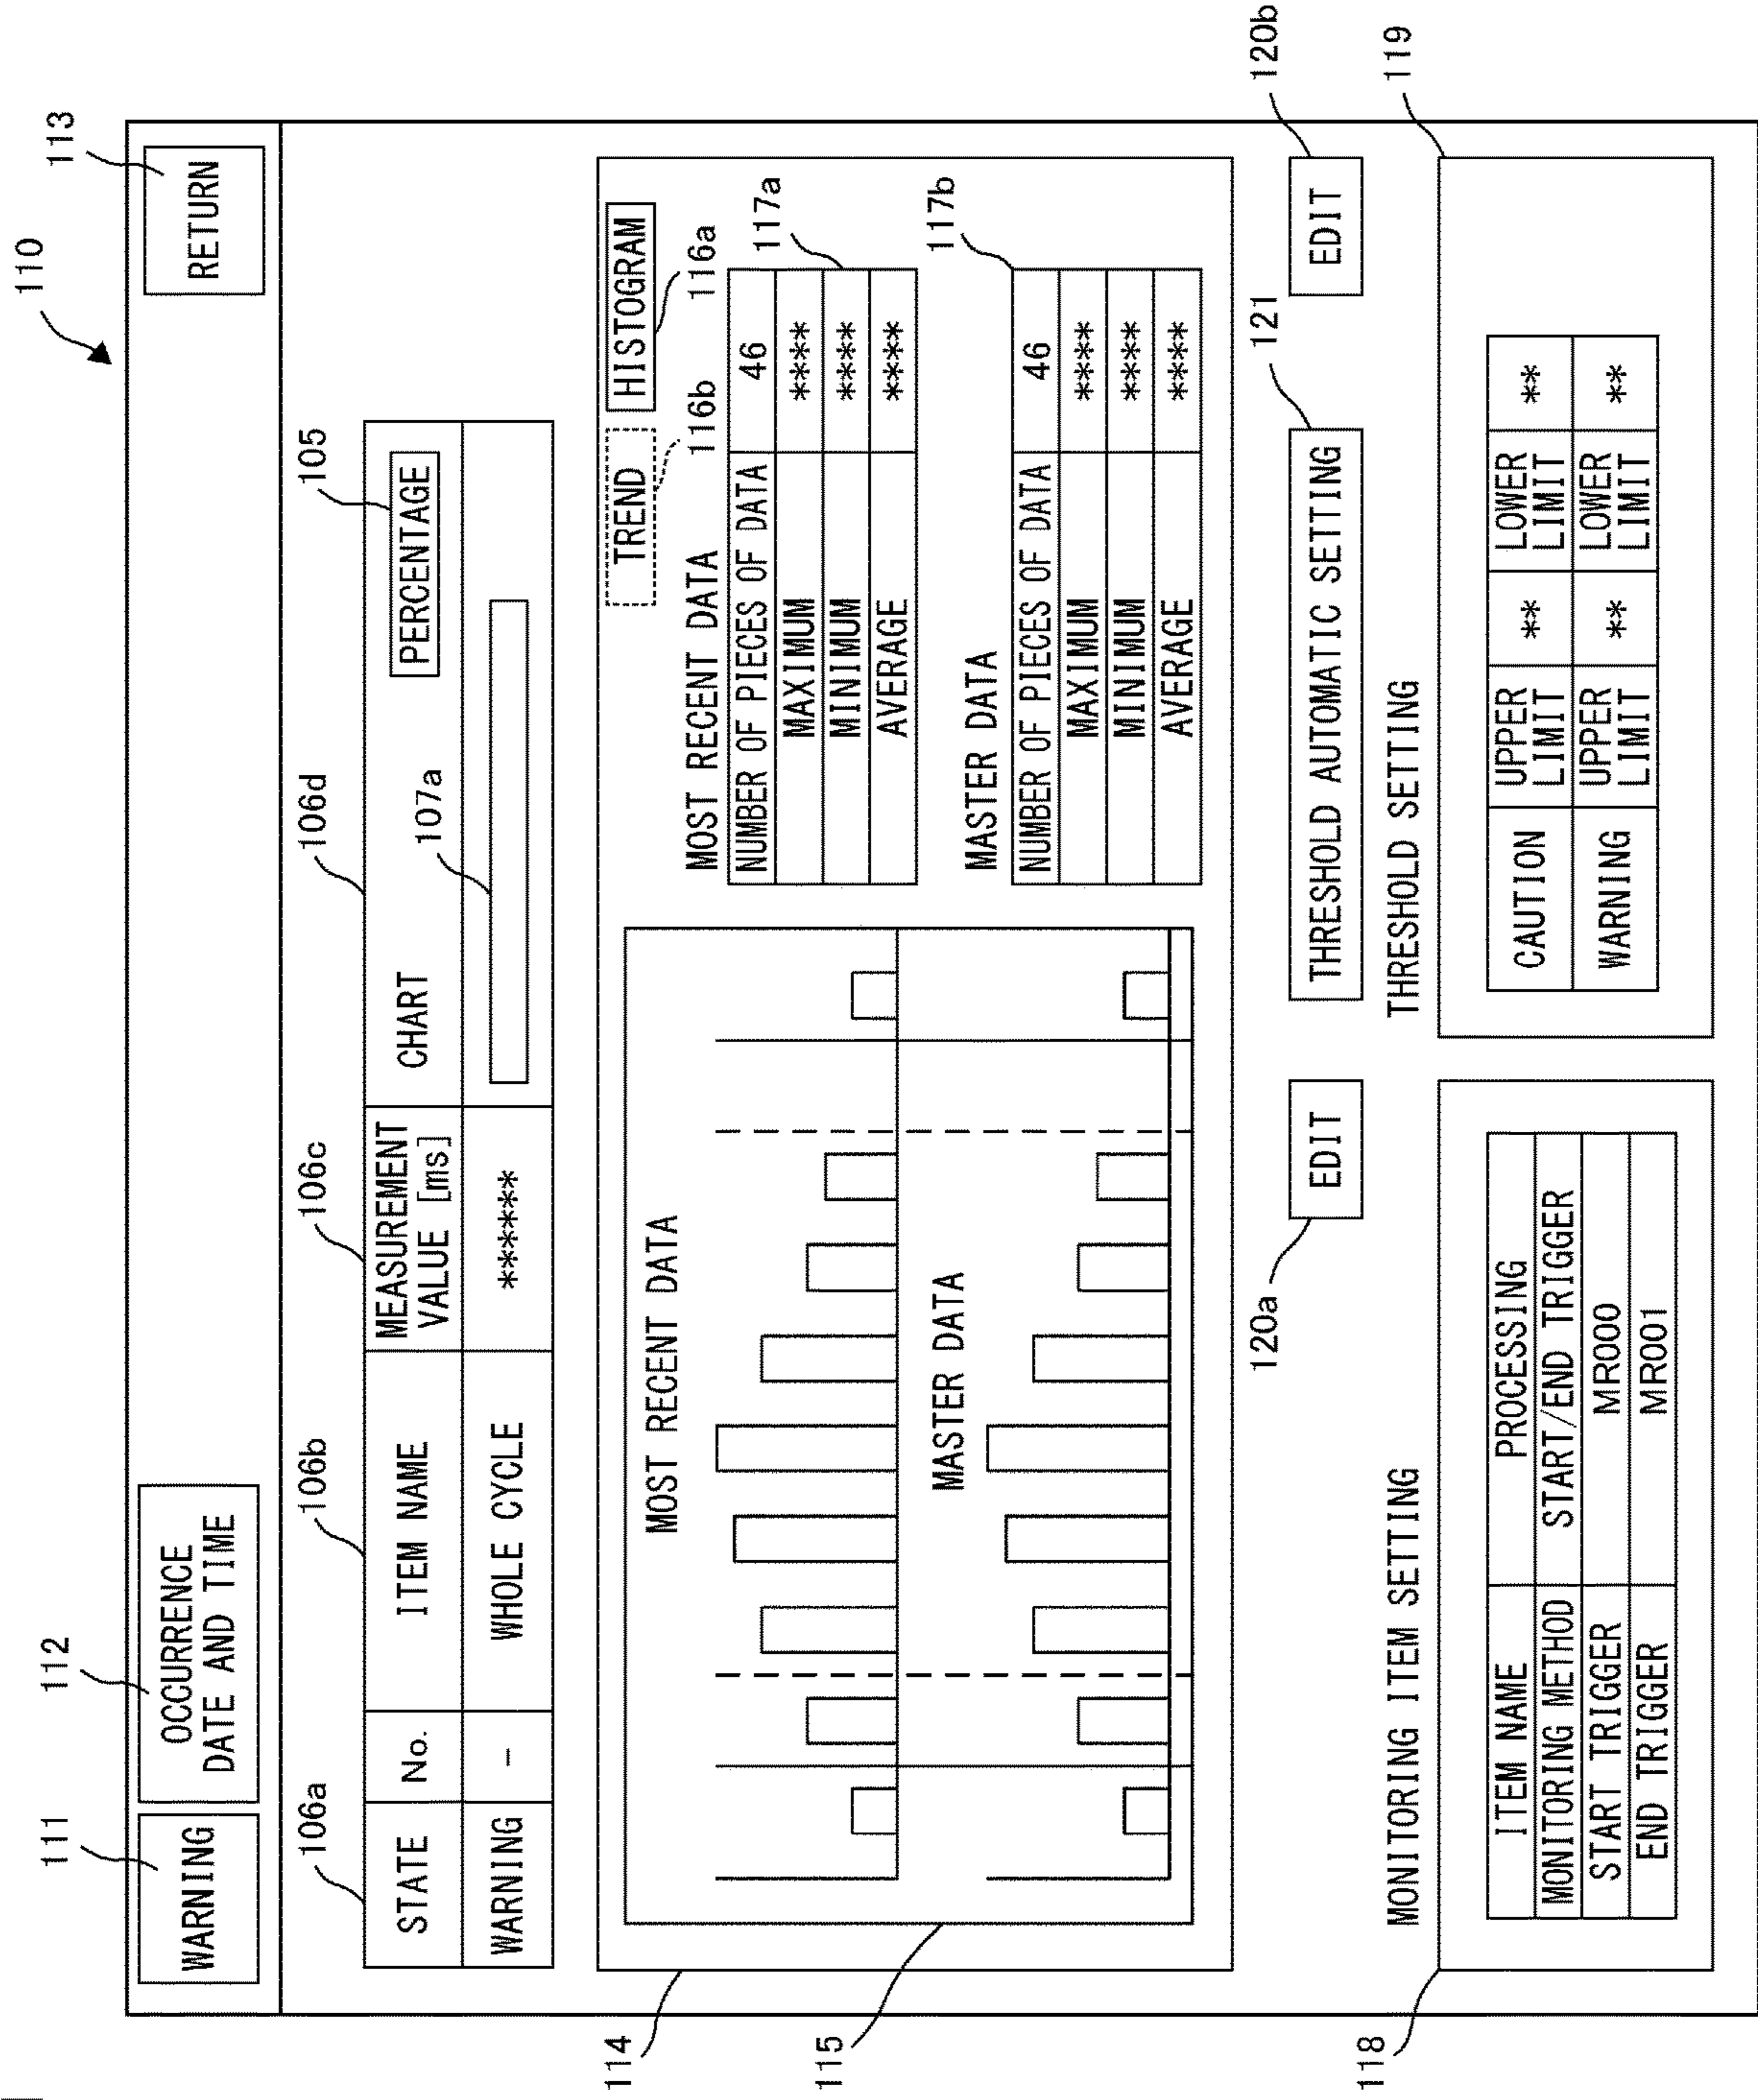 110
111
112
113
WARNING
OCCURRENCE
DATE AND TIME
RETURN
106a
106b
106c
106d
105
STATE
No.
ITEM NAME
MEASUREMENT
VALUE [ms]
CHART
PERCENTAGE
107a
WARNING
-
WHOLE CYCLE
******
114
115
TREND
HISTOGRAM
116b
116a
MOST RECENT DATA
MOST RECENT DATA
117a
NUMBER OF PIECES OF DATA 46
MAXIMUM ****
MINIMUM ****
AVERAGE ****
MASTER DATA
MASTER DATA
117b
NUMBER OF PIECES OF DATA 46
MAXIMUM ****
MINIMUM ****
AVERAGE ****
120a
EDIT
121
THRESHOLD AUTOMATIC SETTING
120b
EDIT
MONITORING ITEM SETTING
118
ITEM NAME PROCESSING
MONITORING METHOD START/END TRIGGER
START TRIGGER MR000
END TRIGGER MR001
THRESHOLD SETTING
119
CAUTION
UPPER
LIMIT
**
LOWER
LIMIT
**
WARNING
UPPER
LIMIT
**
LOWER
LIMIT
**